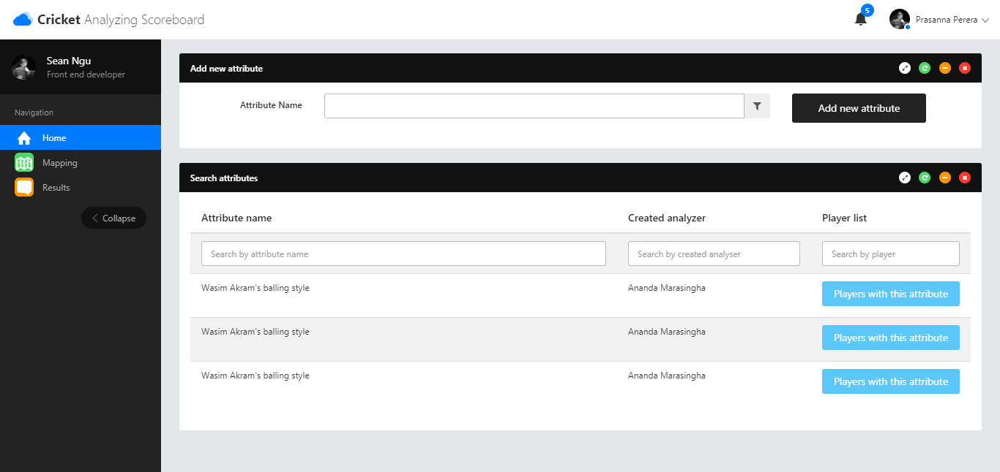 Cricket Analyzing Scoreboard
5
Prasanna Perera
Sean Ngu
Front end developer
Navigation
Home
Mapping
Results
Collapse
Add new attribute
Attribute Name
Add new attribute
Search attributes
Attribute name Created analyzer Player list
Search by attribute name Search by created analyser Search by player
Wasim Akram's balling style Ananda Marasingha Players with this attribute
Wasim Akram's balling style Ananda Marasingha Players with this attribute
Wasim Akram's balling style Ananda Marasingha Players with this attribute